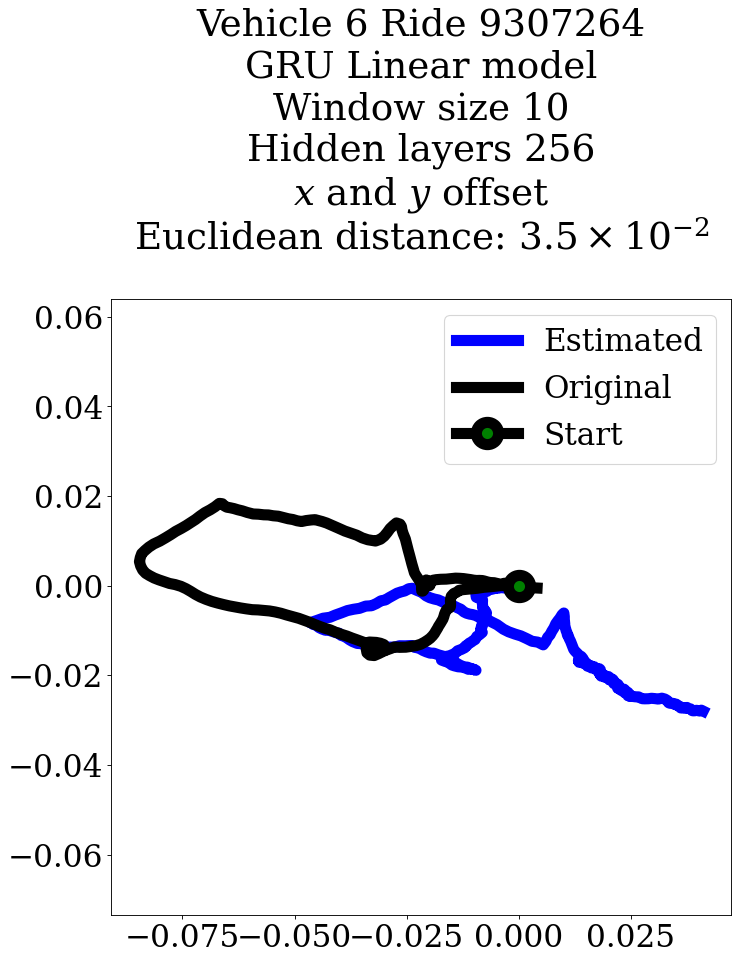 Vehicle 6 Ride 9307264
GRU Linear model
Window size 10
Hidden layers 256
x and y offset
Euclidean distance: 3.5 × 10⁻²
0.06
0.04
0.02
0.00
−0.02
−0.04
−0.06
Estimated
Original
Start
−0.075 −0.050 −0.025 0.000 0.025